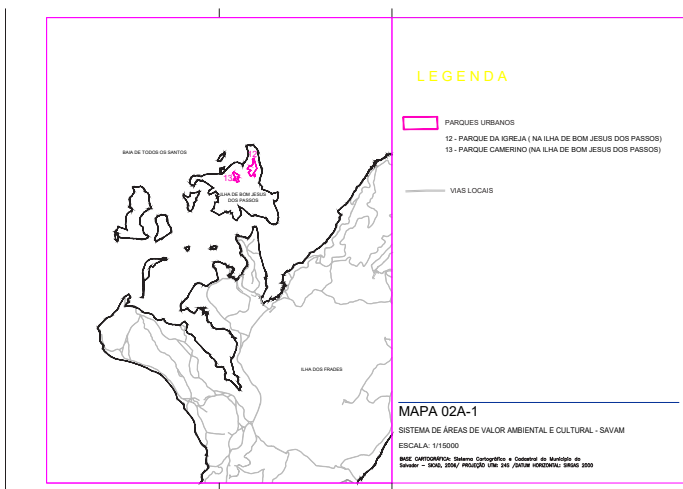 LEGENDA
PARQUES URBANOS
12 - PARQUE DA IGREJA ( NA ILHA DE BOM JESUS DOS PASSOS)
13 - PARQUE CAMERINO (NA ILHA DE BOM JESUS DOS PASSOS)
VIAS LOCAIS
BAIA DE TODOS OS SANTOS
12
13
ILHA DE BOM JESUS
DOS PASSOS
ILHA DOS FRADES
MAPA 02A-1
SISTEMA DE ÁREAS DE VALOR AMBIENTAL E CULTURAL - SAVAM
ESCALA: 1/15000
BASE CARTOGRÁFICA: Sistema Cartográfico e Cadastral do Município do
Salvador - SICAD, 2006/ PROJEÇÃO UTM: 24S /DATUM HORIZONTAL: SIRGAS 2000